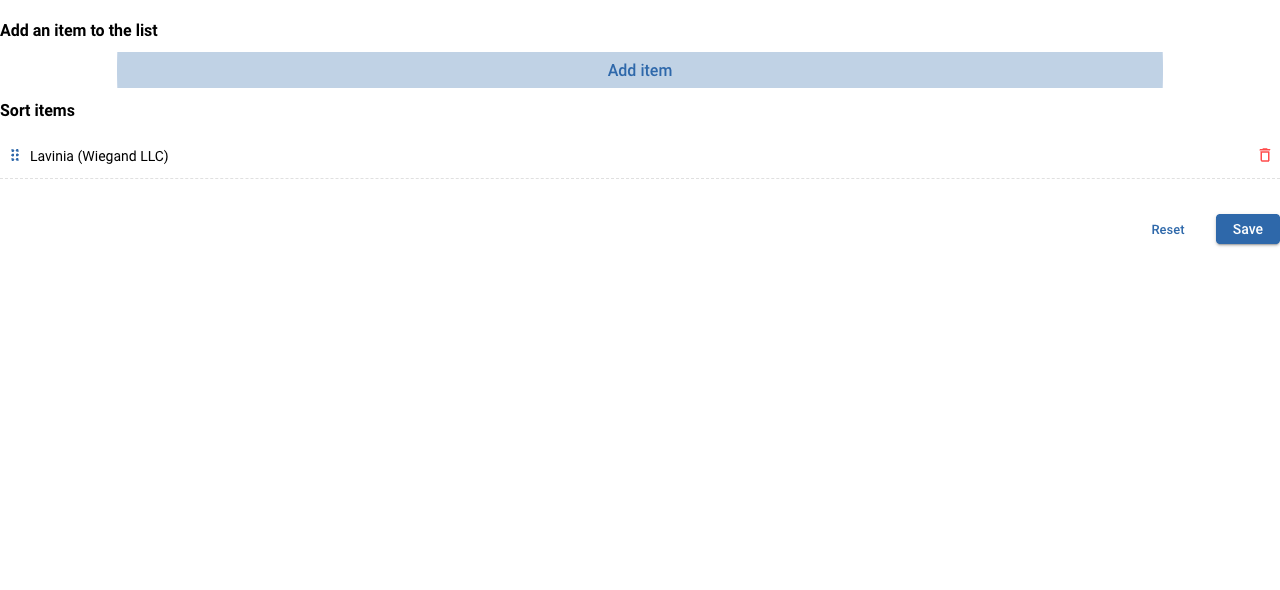 Add an item to the list
Add item
Sort items
Lavinia (Wiegand LLC)
Reset
Save